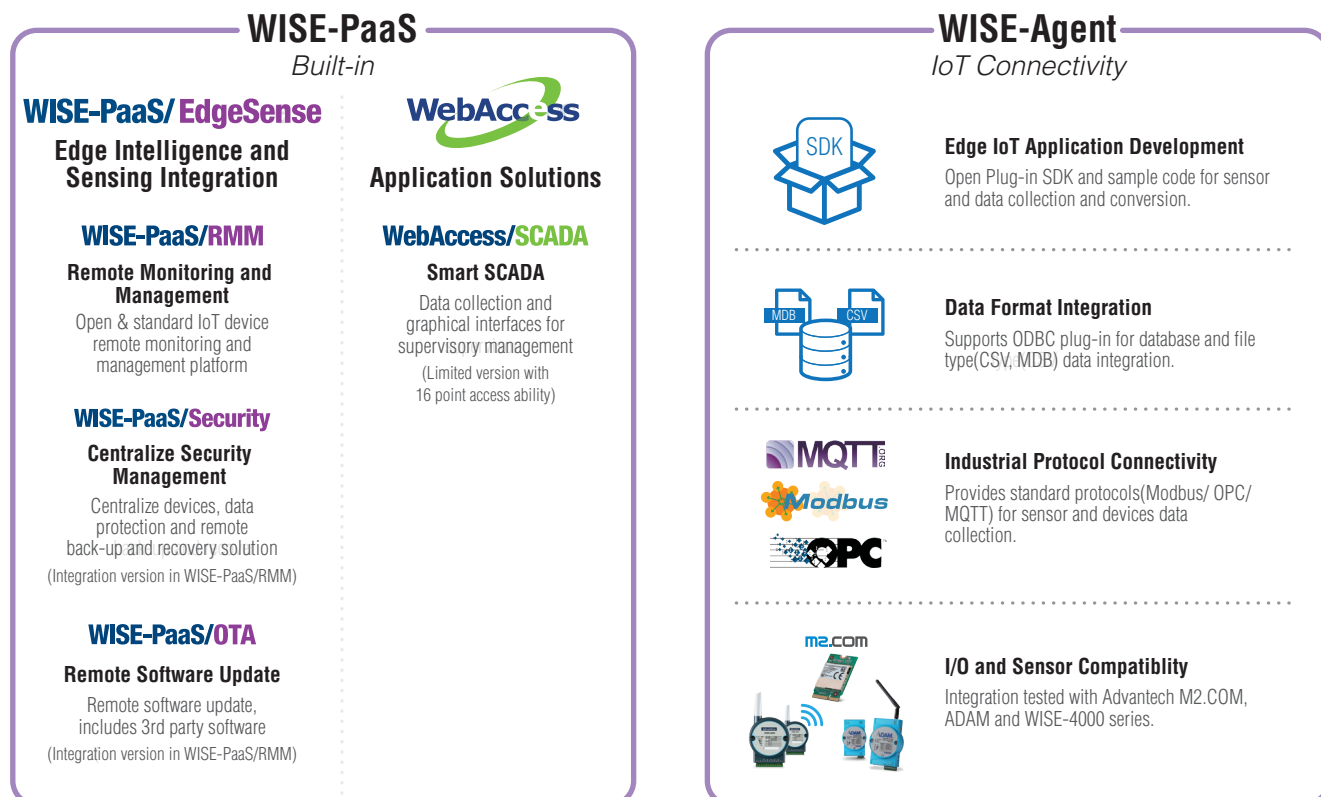 WISE-PaaS
Built-in
WISE-PaaS/EdgeSense
Edge Intelligence and
Sensing Integration
WISE-PaaS/RMM
Remote Monitoring and
Management
Open & standard IoT device
remote monitoring and
management platform
WISE-PaaS/Security
Centralize Security
Management
Centralize devices, data
protection and remote
back-up and recovery solution
(Integration version in WISE-PaaS/RMM)
WISE-PaaS/OTA
Remote Software Update
Remote software update,
includes 3rd party software
(Integration version in WISE-PaaS/RMM)
WebAccess
Application Solutions
WebAccess/SCADA
Smart SCADA
Data collection and
graphical interfaces for
supervisory management
(Limited version with
16 point access ability)
WISE-Agent
IoT Connectivity
SDK
Edge IoT Application Development
Open Plug-in SDK and sample code for sensor
and data collection and conversion.
MDB
CSV
Data Format Integration
Supports ODBC plug-in for database and file
type(CSV, MDB) data integration.
MQTT.ORG
Modbus
OPC
Industrial Protocol Connectivity
Provides standard protocols(Modbus/ OPC/
MQTT) for sensor and devices data
collection.
m2.com
ADAM
I/O and Sensor Compatiblity
Integration tested with Advantech M2.COM,
ADAM and WISE-4000 series.